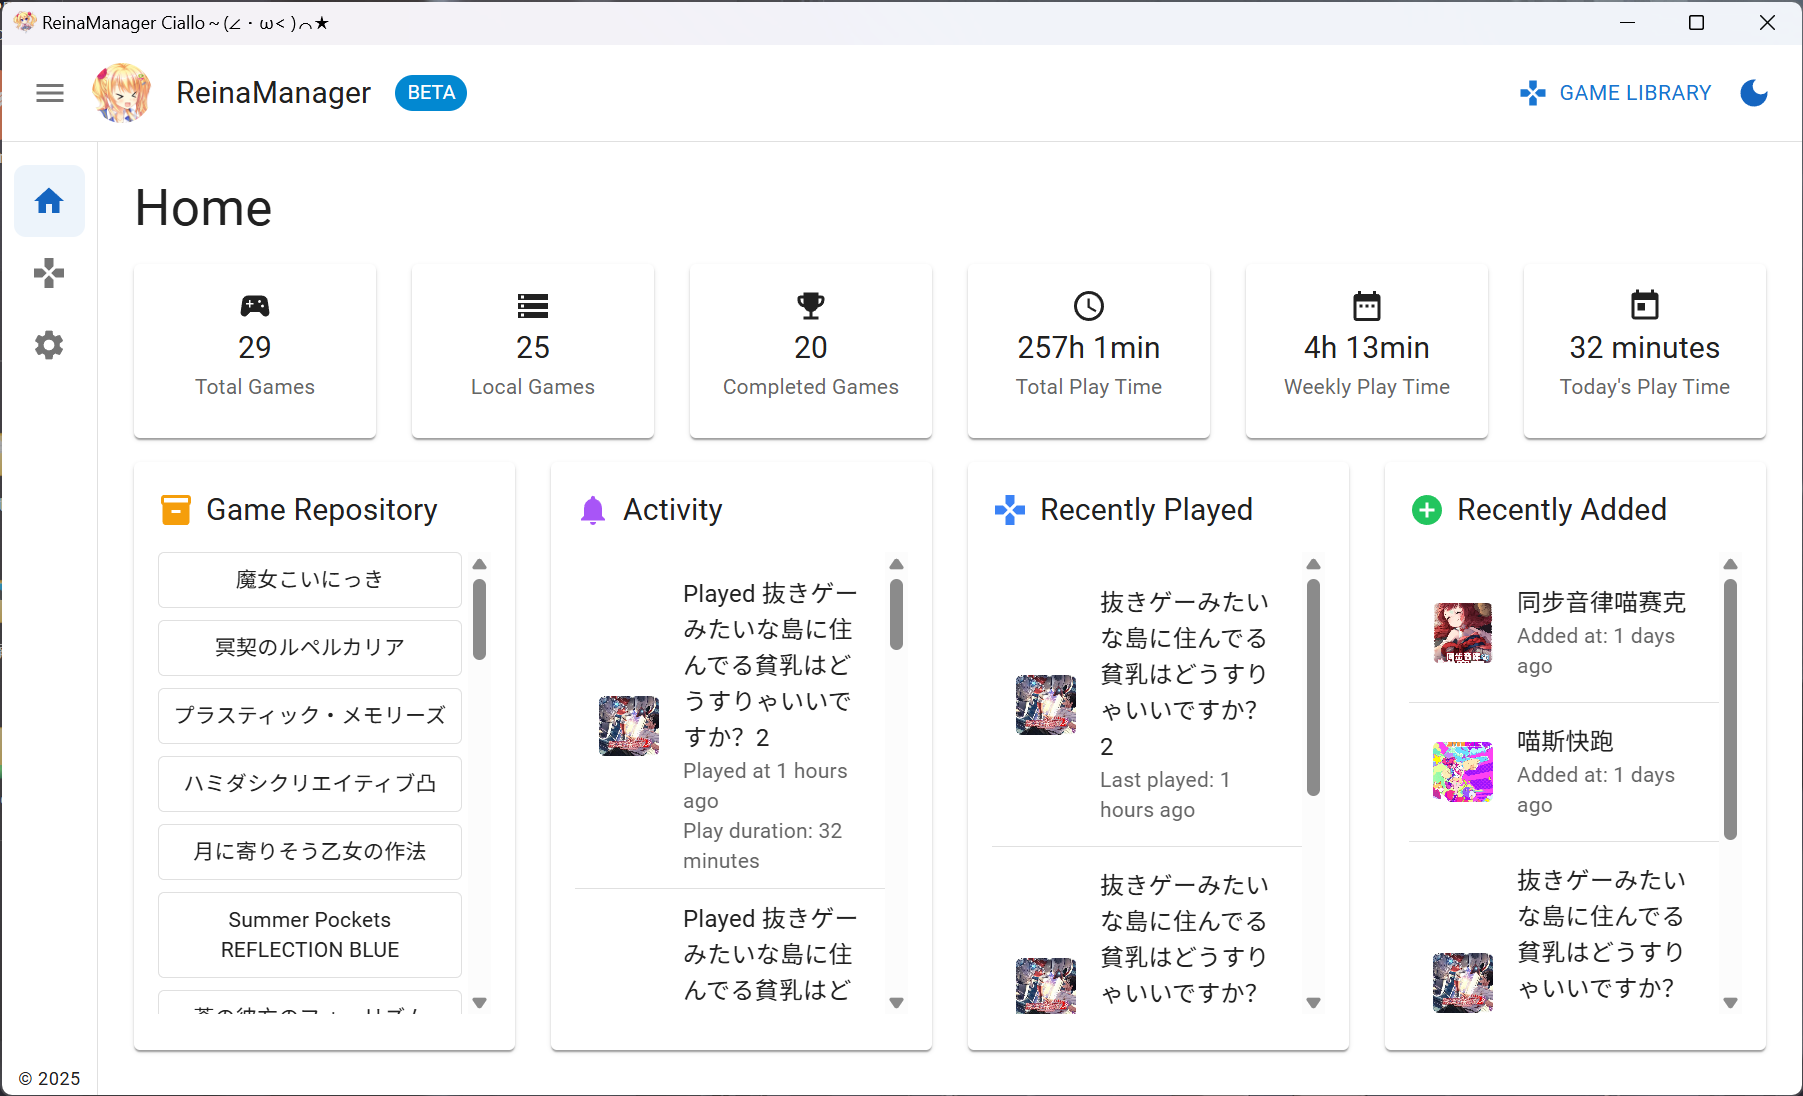 ReinaManager Ciallo～(∠・ω< )⌒★
ReinaManager
BETA
GAME LIBRARY
Home
29
Total Games
25
Local Games
20
Completed Games
257h 1min
Total Play Time
4h 13min
Weekly Play Time
32 minutes
Today's Play Time
Game Repository
魔女こいにっき
冥契のルペルカリア
プラスティック・メモリーズ
ハミダシクリエイティブ凸
月に寄りそう乙女の作法
Summer Pockets
REFLECTION BLUE
Activity
Played 抜きゲー
みたいな島に住
んでる貧乳はど
うすりゃいいで
すか？2
Played at 1 hours
ago
Play duration: 32
minutes
Played 抜きゲー
みたいな島に住
んでる貧乳はど
Recently Played
抜きゲーみたい
な島に住んでる
貧乳はどうすり
ゃいいですか？
2
Last played: 1
hours ago
抜きゲーみたい
な島に住んでる
貧乳はどうすり
ゃいいですか？
Recently Added
同步音律喵赛克
Added at: 1 days
ago
喵斯快跑
Added at: 1 days
ago
抜きゲーみたい
な島に住んでる
貧乳はどうすり
ゃいいですか？
© 2025